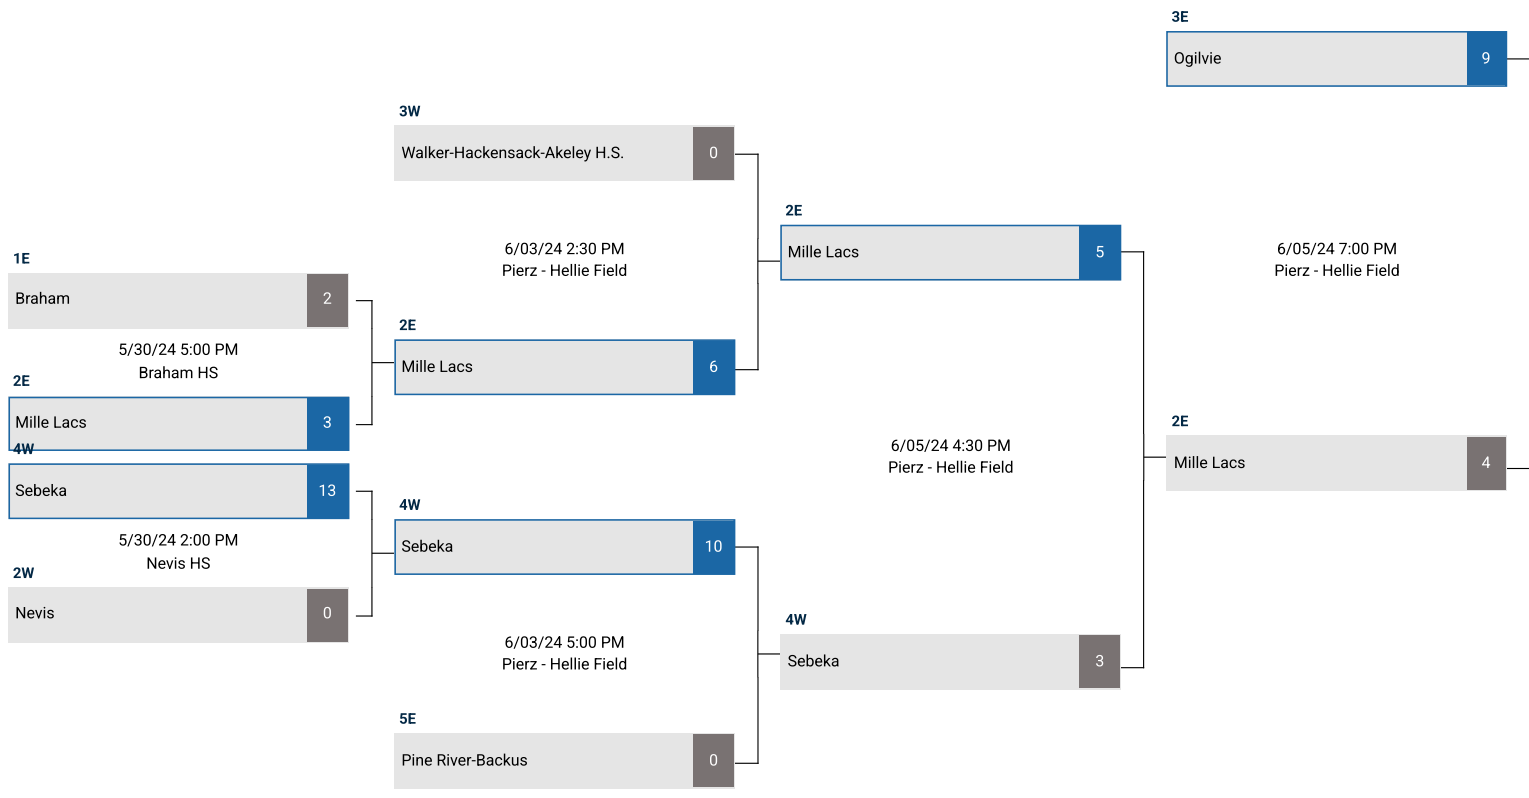 3E
Ogilvie 9
3W
Walker-Hackensack-Akeley H.S. 0
2E
Mille Lacs 5
6/03/24 2:30 PM
Pierz - Hellie Field
6/05/24 7:00 PM
Pierz - Hellie Field
1E
Braham 2
2E
Mille Lacs 6
5/30/24 5:00 PM
Braham HS
2E
Mille Lacs 3
4W
Sebeka 13
6/05/24 4:30 PM
Pierz - Hellie Field
2E
Mille Lacs 4
4W
Sebeka 10
5/30/24 2:00 PM
Nevis HS
2W
Nevis 0
6/03/24 5:00 PM
Pierz - Hellie Field
4W
Sebeka 3
5E
Pine River-Backus 0